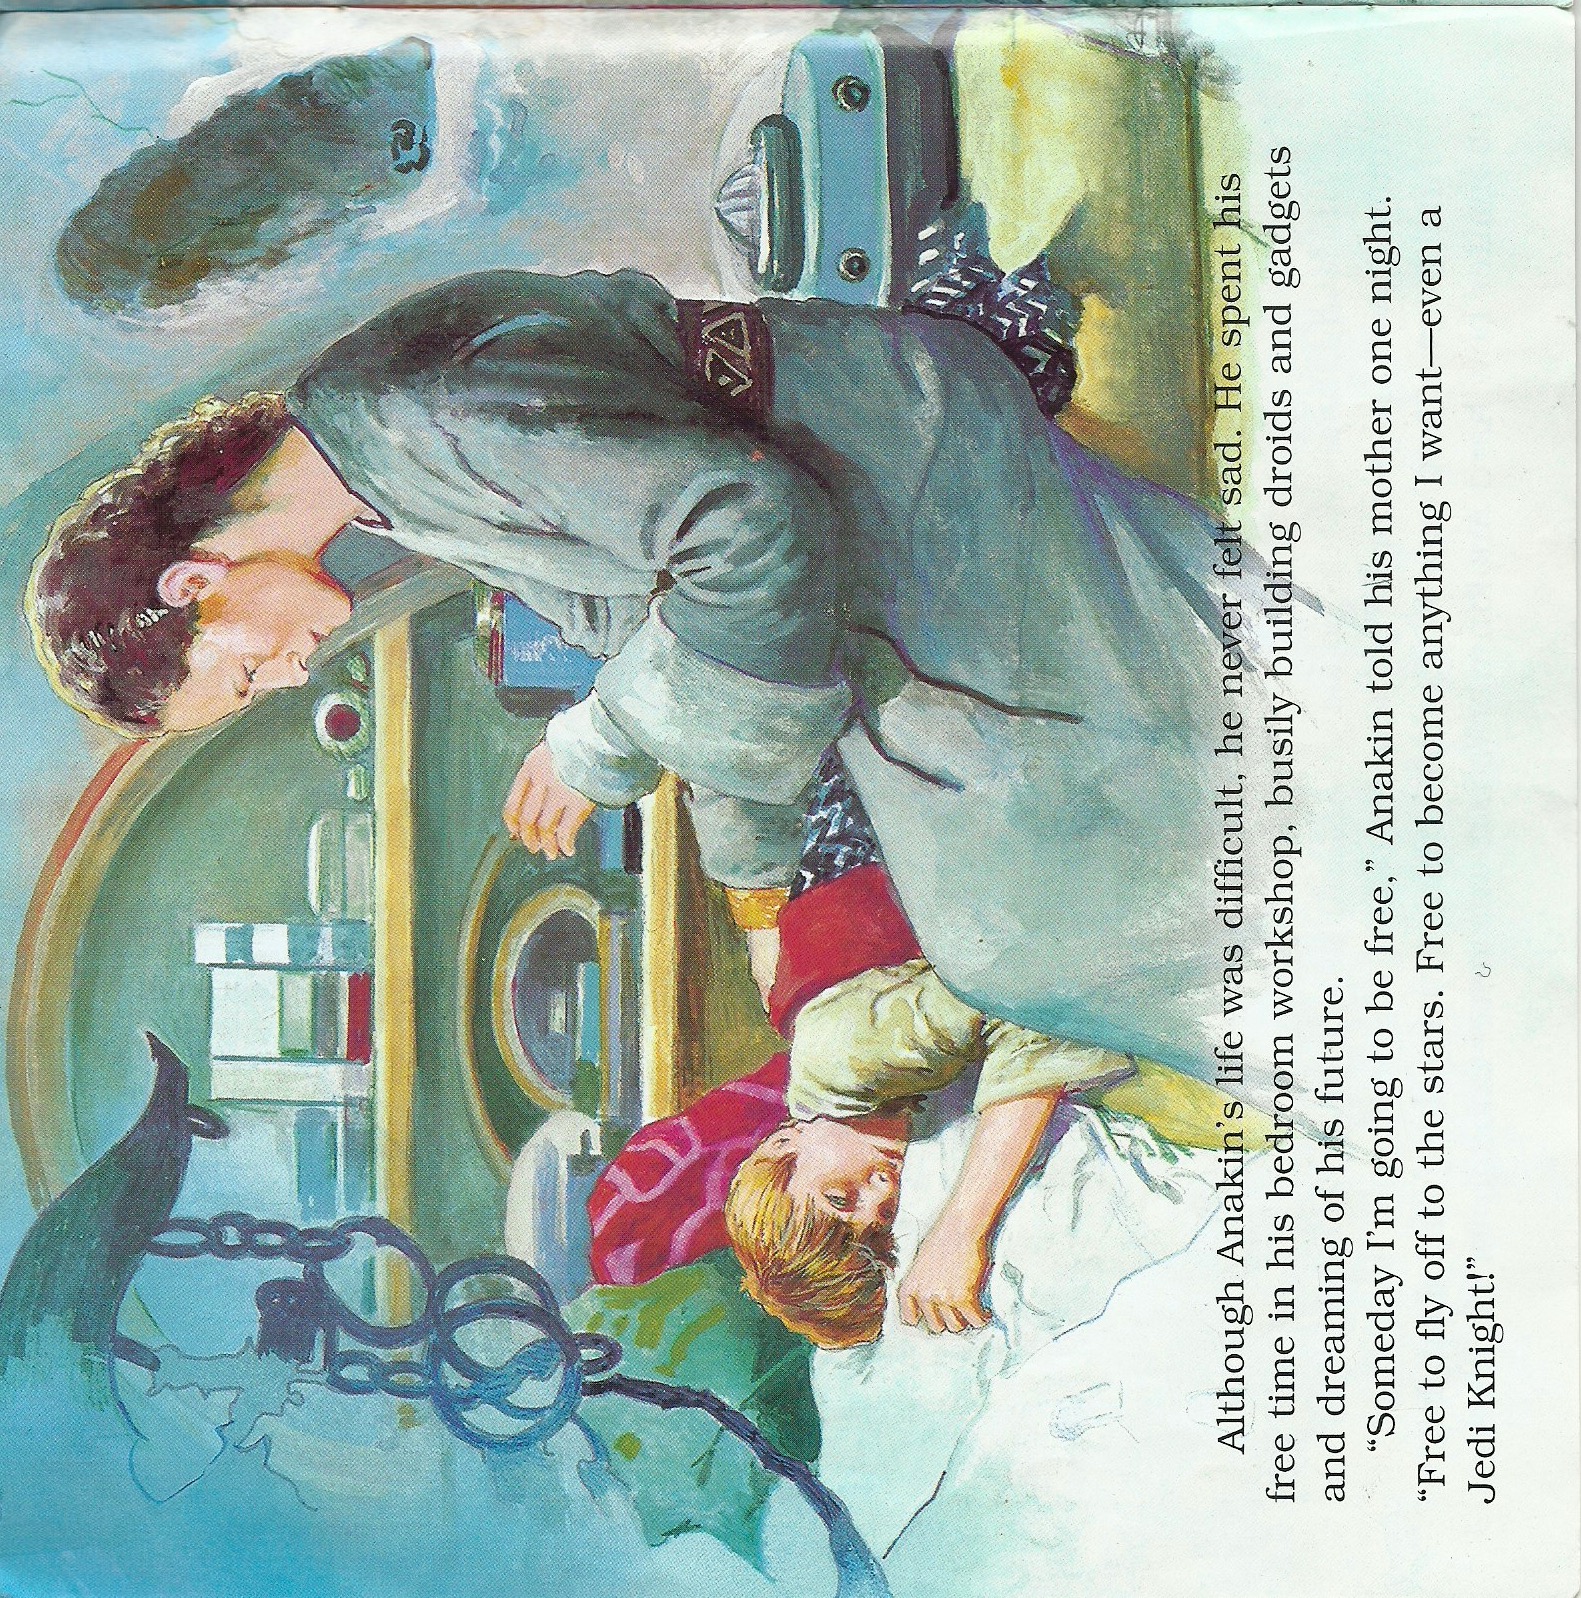 Although Anakin's life was difficult, he never felt sad. He spent his
free time in his bedroom workshop, busily building droids and gadgets
and dreaming of his future.
“Someday I'm going to be free,” Anakin told his mother one night.
“Free to fly off to the stars. Free to become anything I want—even a
Jedi Knight!”